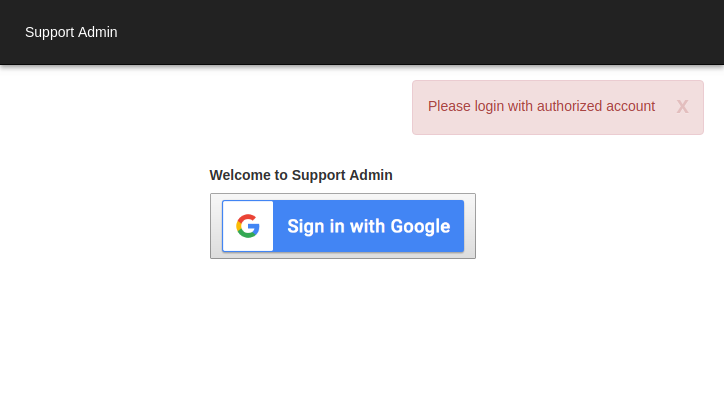 Support Admin
Please login with authorized account X
Welcome to Support Admin
Sign in with Google